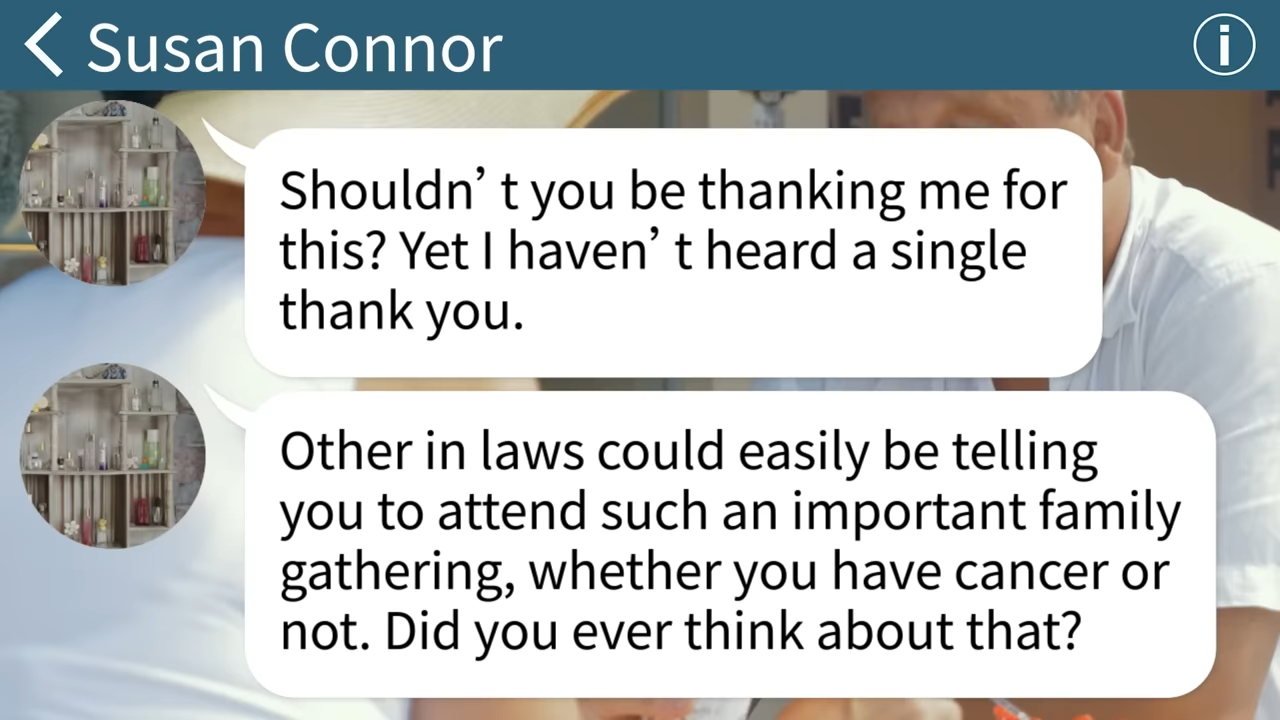 Susan Connor
Shouldn’ t you be thanking me for
this? Yet I haven’ t heard a single
thank you.
Other in laws could easily be telling
you to attend such an important family
gathering, whether you have cancer or
not. Did you ever think about that?